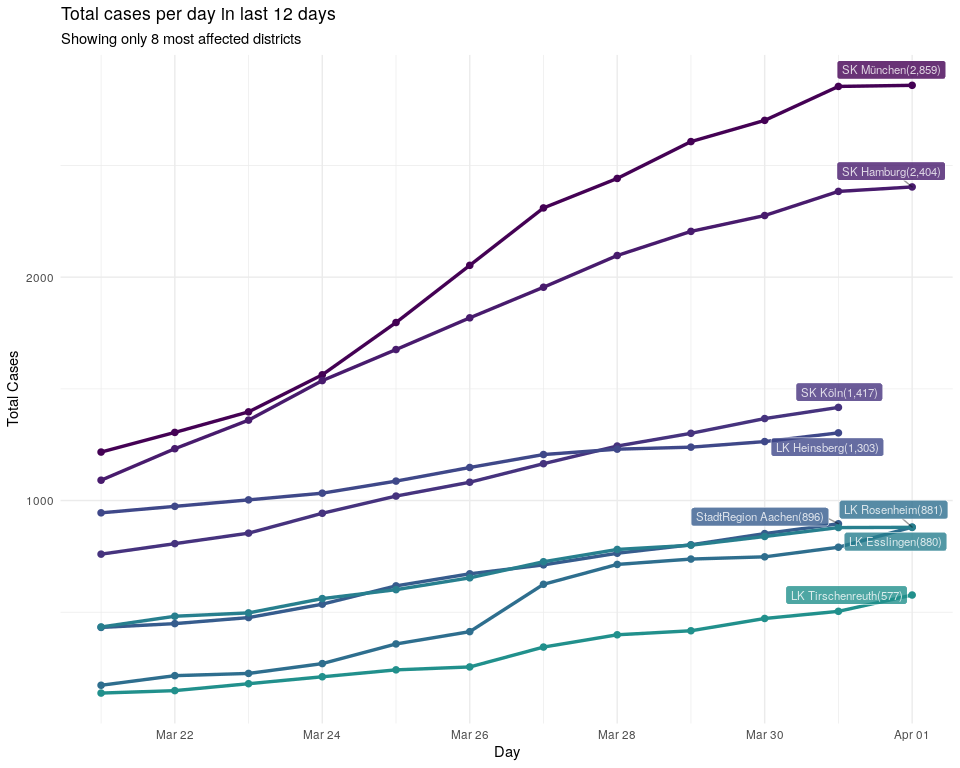 Total cases per day in last 12 days
Showing only 8 most affected districts
SK München(2,859)
SK Hamburg(2,404)
2000
SK Köln(1,417)
LK Heinsberg(1,303)
1000
StadtRegion Aachen(896)
LK Rosenheim(881)
LK Esslingen(880)
LK Tirschenreuth(577)
Total Cases
Mar 22
Mar 24
Mar 26
Mar 28
Mar 30
Apr 01
Day